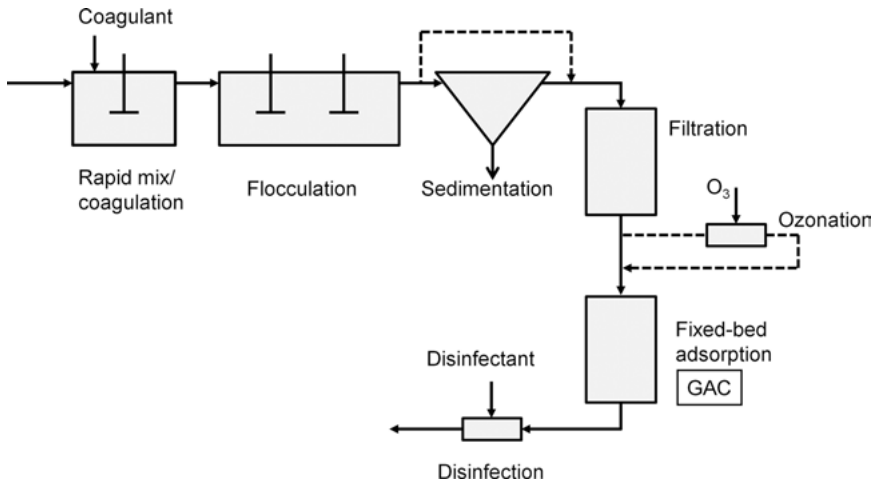 Coagulant
Rapid mix/
coagulation
Flocculation
Sedimentation
Filtration
O₃
Ozonation
Fixed-bed
adsorption
GAC
Disinfectant
Disinfection